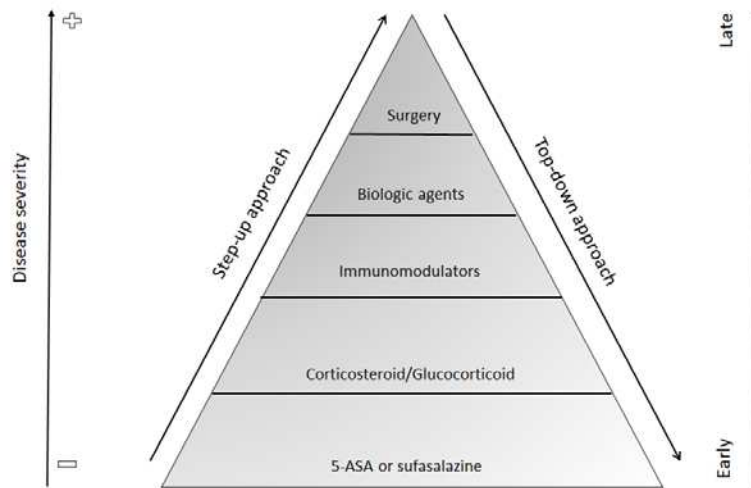 Late
Surgery
Biologic agents
Immunomodulators
Corticosteroid/Glucocorticoid
5-ASA or sufasalazine
Disease severity
Step-up approach
Top-down approach
Early